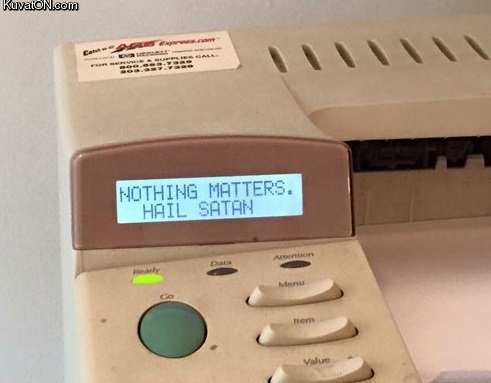 KuvatON.com
Express.com
FOR SERVICE & SUPPLIES CALL:
NOTHING MATTERS.
HAIL SATAN
Ready
Data
Attention
Go
Menu
Item
Value